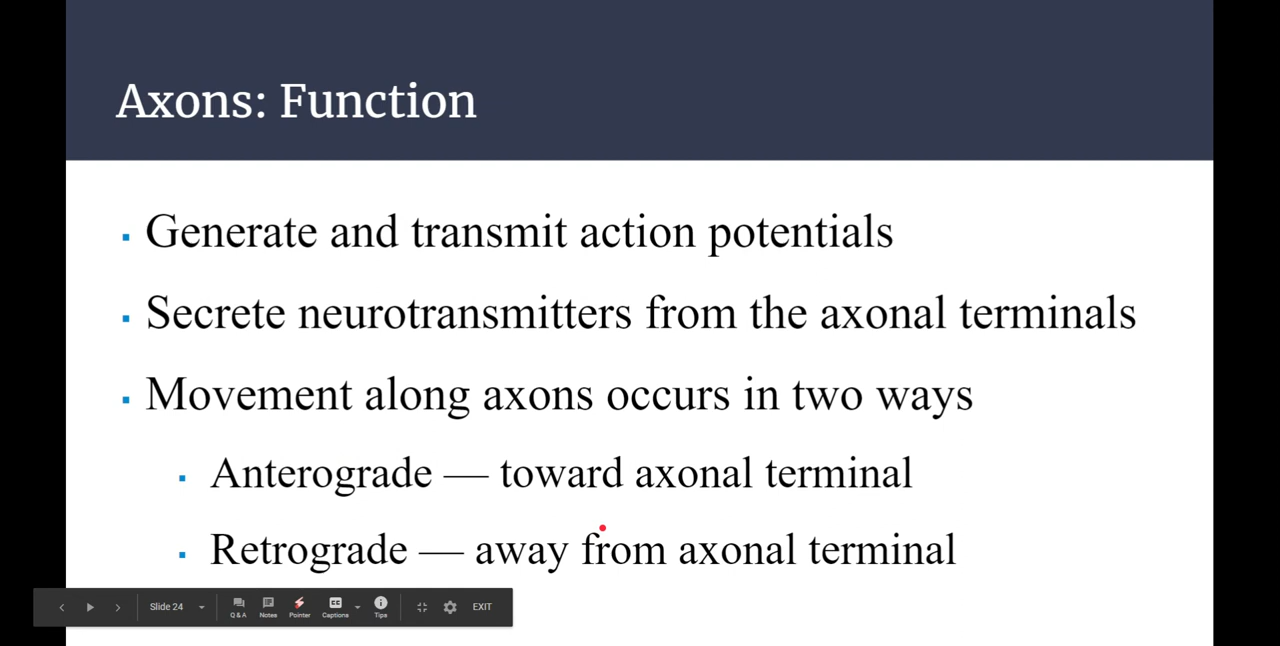 Axons: Function
▪ Generate and transmit action potentials
▪ Secrete neurotransmitters from the axonal terminals
▪ Movement along axons occurs in two ways
▪ Anterograde — toward axonal terminal
▪ Retrograde — away from axonal terminal
Slide 24 Q&A Notes Pointer CC Captions Tips EXIT